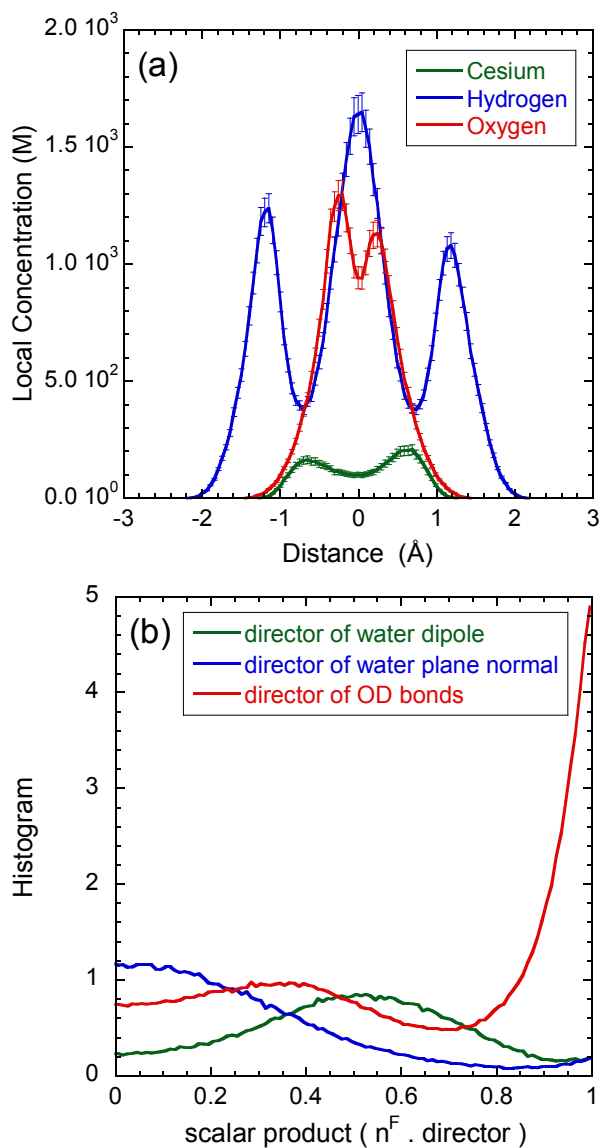 2.0 10³
(a)
Cesium
Hydrogen
Oxygen
1.5 10³
1.0 10³
5.0 10²
0.0 10⁰
Local Concentration (M)
-3 -2 -1 0 1 2 3
Distance (Å)
5
(b)
director of water dipole
director of water plane normal
director of OD bonds
4
3
2
1
0
Histogram
0 0.2 0.4 0.6 0.8 1
scalar product ( nᶠ . director )